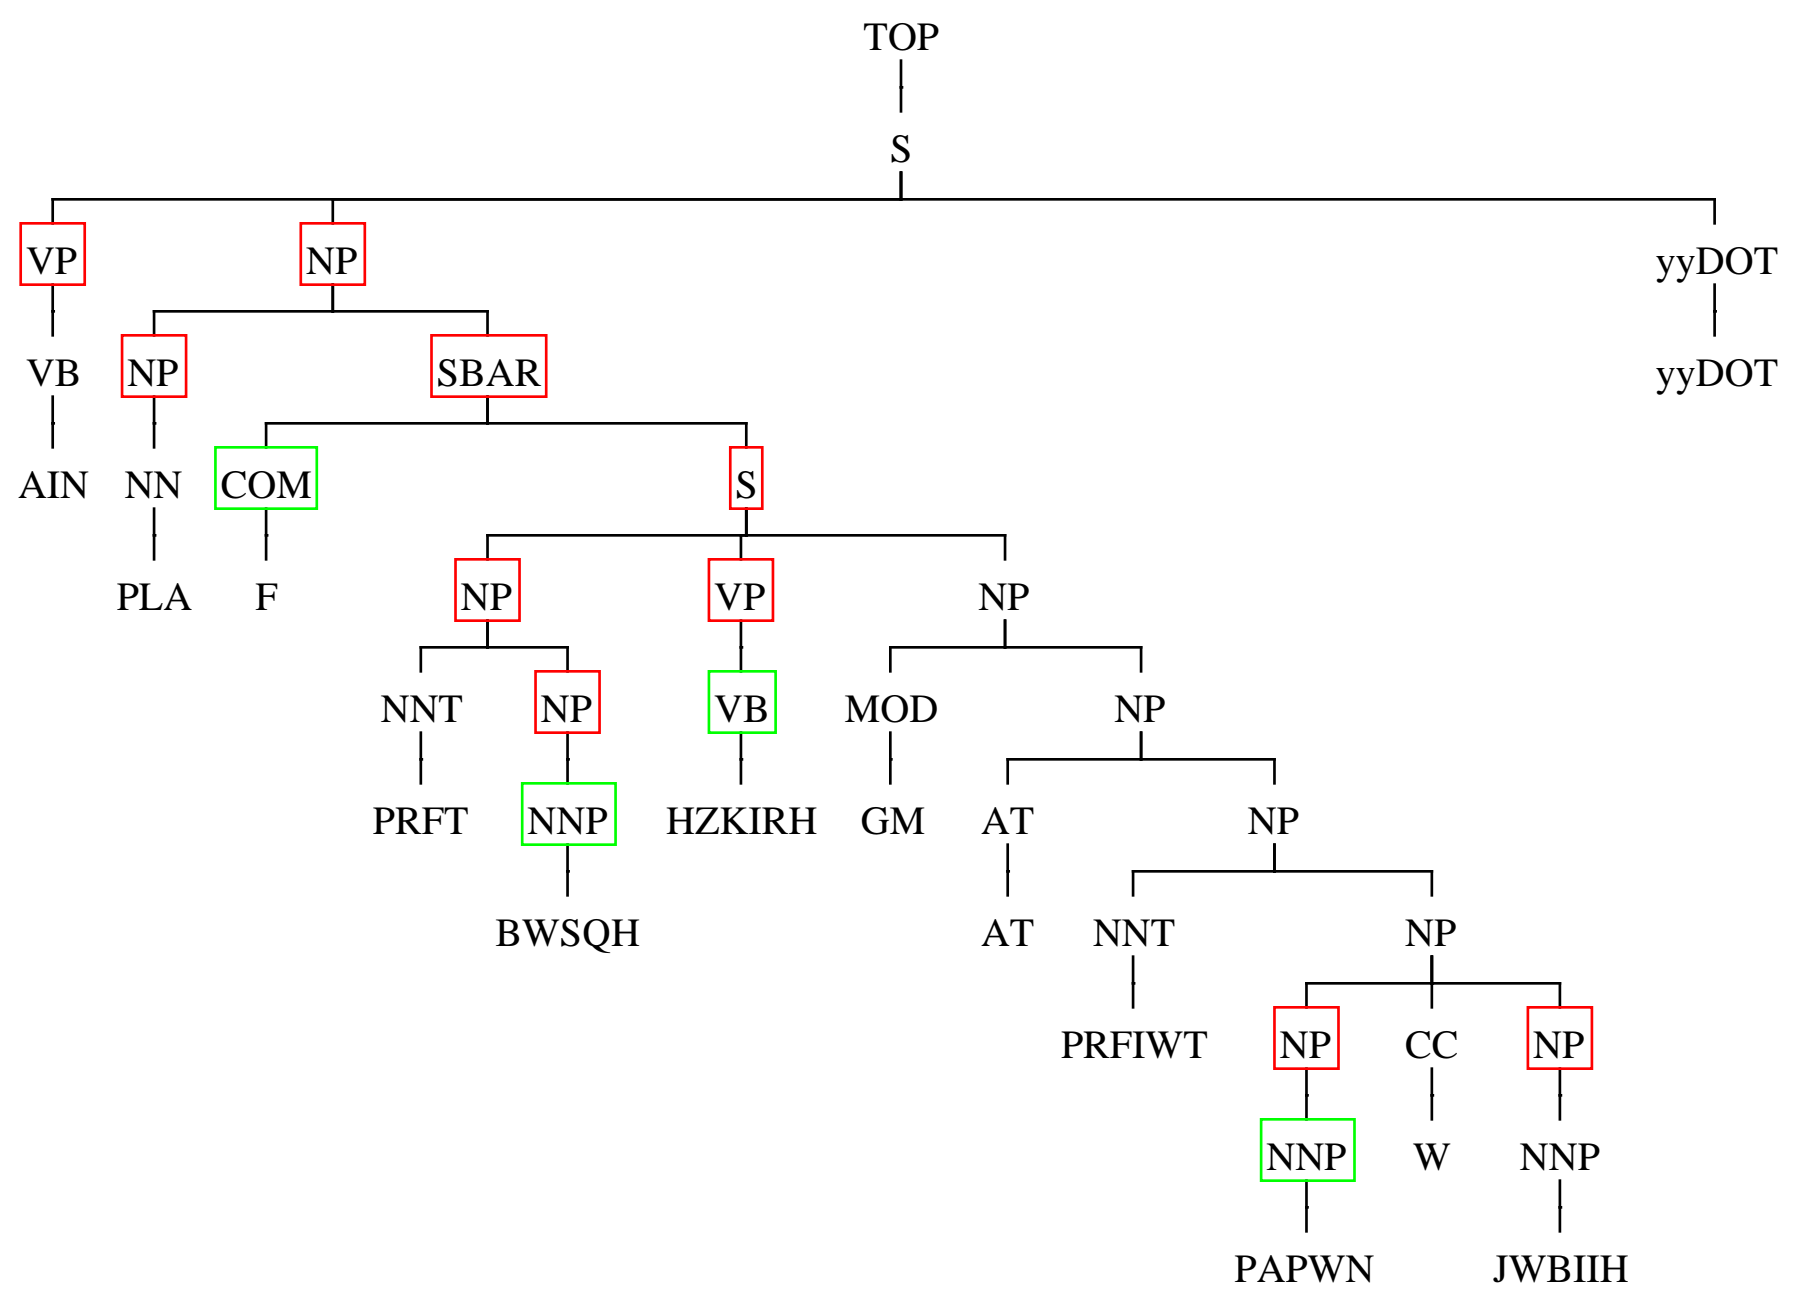 TOP
S
VP NP yyDOT
VB NP SBAR yyDOT
AIN NN COM S
PLA F NP VP NP
NNT NP VB MOD NP
PRFT NNP HZKIRH GM AT NP
BWSQH AT NNT NP
PRFIWT NP CC NP
NNP W NNP
PAPWN JWBIIH